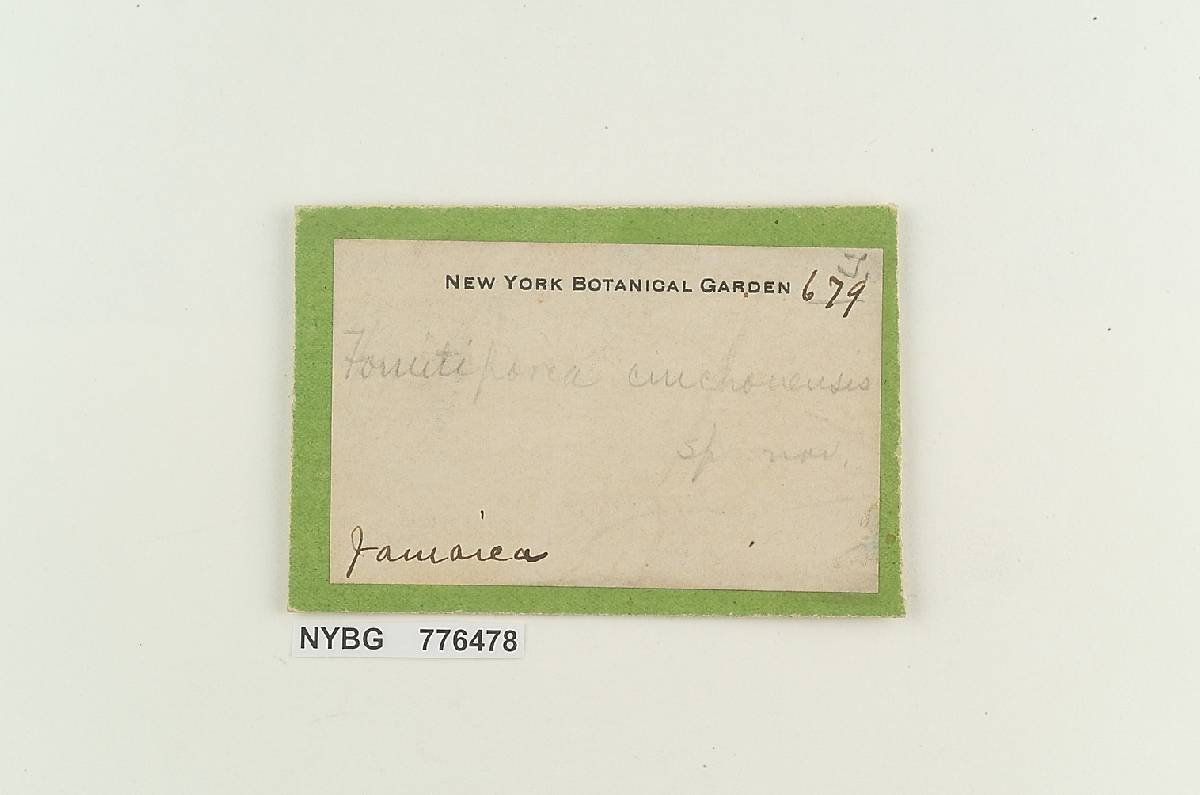 NEW YORK BOTANICAL GARDEN 679
Fomitiporia cinchonensis
sp nov.
Jamaica
NYBG 776478